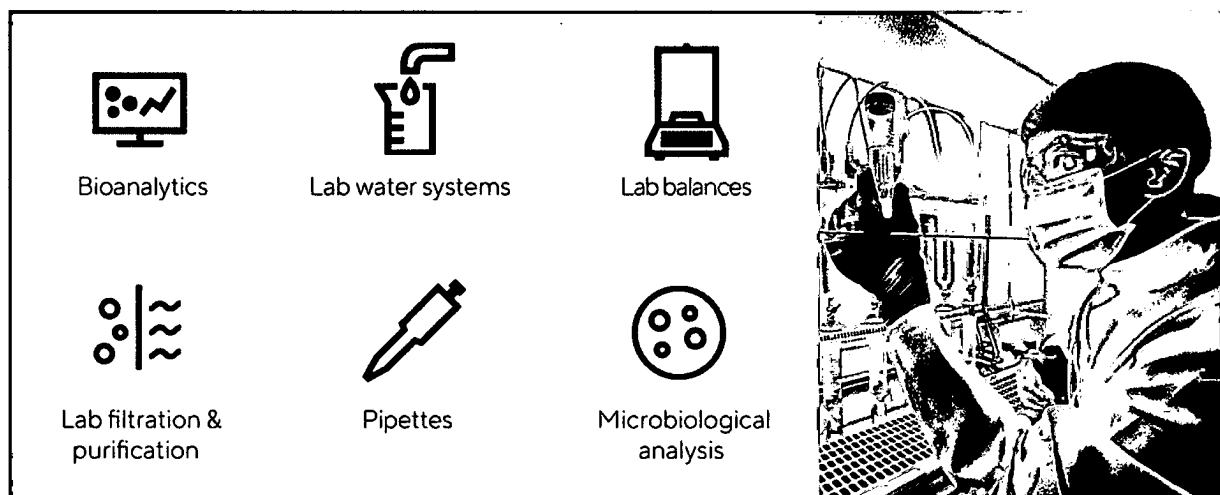 Bioanalytics
Lab water systems
Lab balances
Lab filtration &
purification
Pipettes
Microbiological
analysis